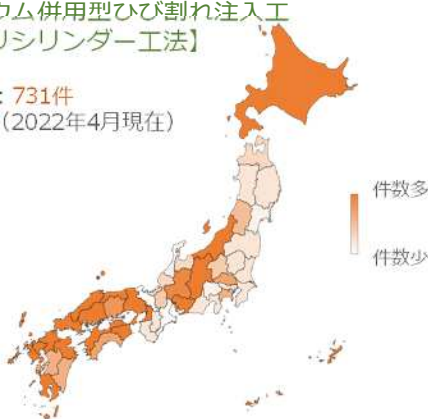 ウム併用型ひび割れ注入工
リシリンダー工法】
: 731件
（2022年4月現在）
件数多
件数少